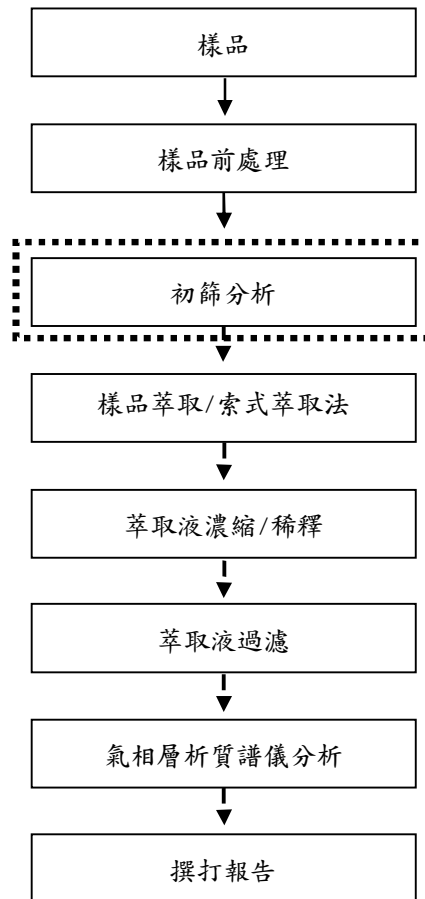 樣品
樣品前處理
初篩分析
樣品萃取/索式萃取法
萃取液濃縮/稀釋
萃取液過濾
氣相層析質譜儀分析
撰打報告